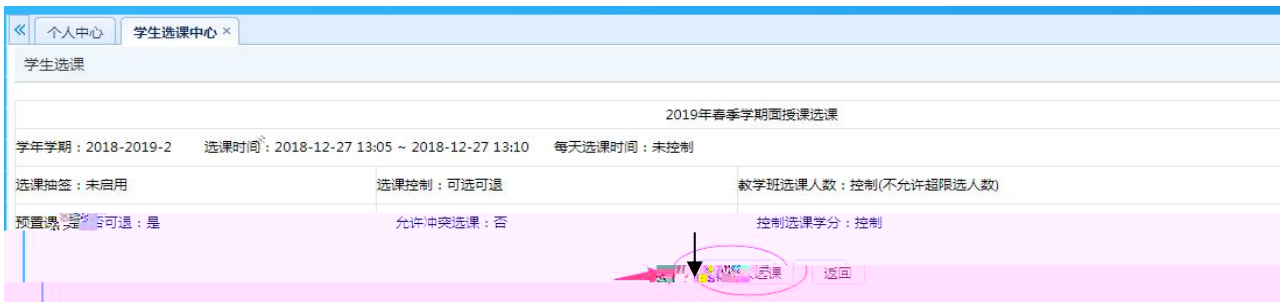 个人中心 学生选课中心 ×
学生选课
2019年春季学期面授课选课
学年学期：2018-2019-2 选课时间：2018-12-27 13:05 ~ 2018-12-27 13:10 每天选课时间：未控制
选课抽签：未启用 选课控制：可选可退 教学班选课人数：控制(不允许超限选人数)
预置课 可退：是 允许冲突选课：否 控制选课学分：控制
选课 返回